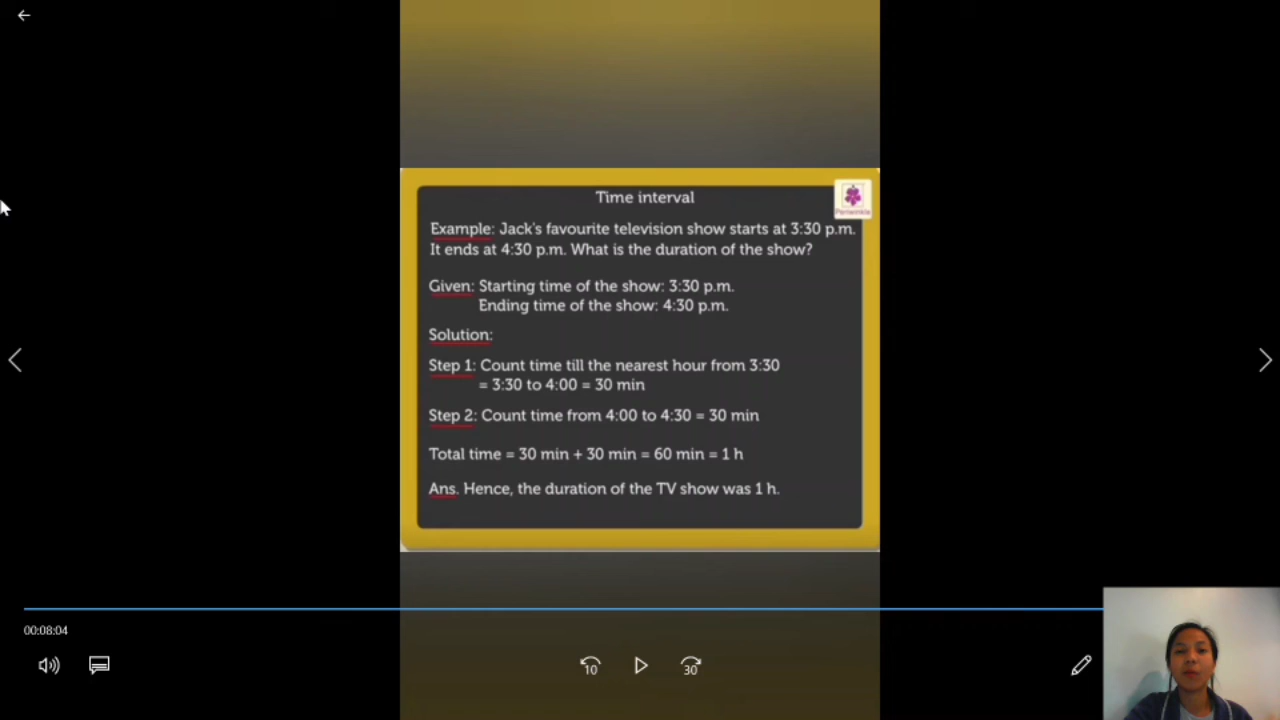 Time interval
Periwinkle
Example: Jack's favourite television show starts at 3:30 p.m.
It ends at 4:30 p.m. What is the duration of the show?
Given: Starting time of the show: 3:30 p.m.
Ending time of the show: 4:30 p.m.
Solution:
Step 1: Count time till the nearest hour from 3:30
= 3:30 to 4:00 = 30 min
Step 2: Count time from 4:00 to 4:30 = 30 min
Total time = 30 min + 30 min = 60 min = 1 h
Ans. Hence, the duration of the TV show was 1 h.
00:08:04
10
30